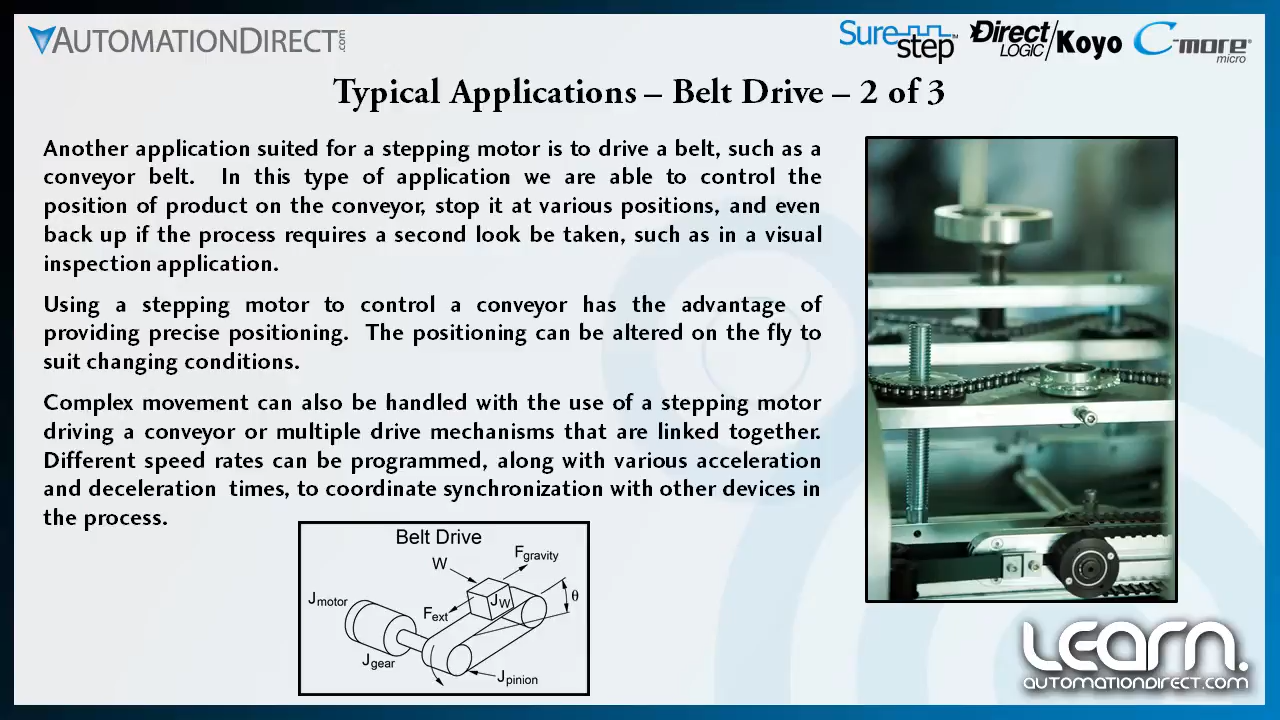 AUTOMATIONDIRECT.com
Sure step™
Direct LOGIC/Koyo
C-more® micro
Typical Applications – Belt Drive – 2 of 3
Another application suited for a stepping motor is to drive a belt, such as a
conveyor belt.  In this type of application we are able to control the
position of product on the conveyor, stop it at various positions, and even
back up if the process requires a second look be taken, such as in a visual
inspection application.
Using a stepping motor to control a conveyor has the advantage of
providing precise positioning.  The positioning can be altered on the fly to
suit changing conditions.
Complex movement can also be handled with the use of a stepping motor
driving a conveyor or multiple drive mechanisms that are linked together.
Different speed rates can be programmed, along with various acceleration
and deceleration  times, to coordinate synchronization with other devices in
the process.
Belt Drive
W
Fgravity
Jmotor
Fext
JW
θ
Jgear
Jpinion
LEARN.
AUTOMATIONDIRECT.COM